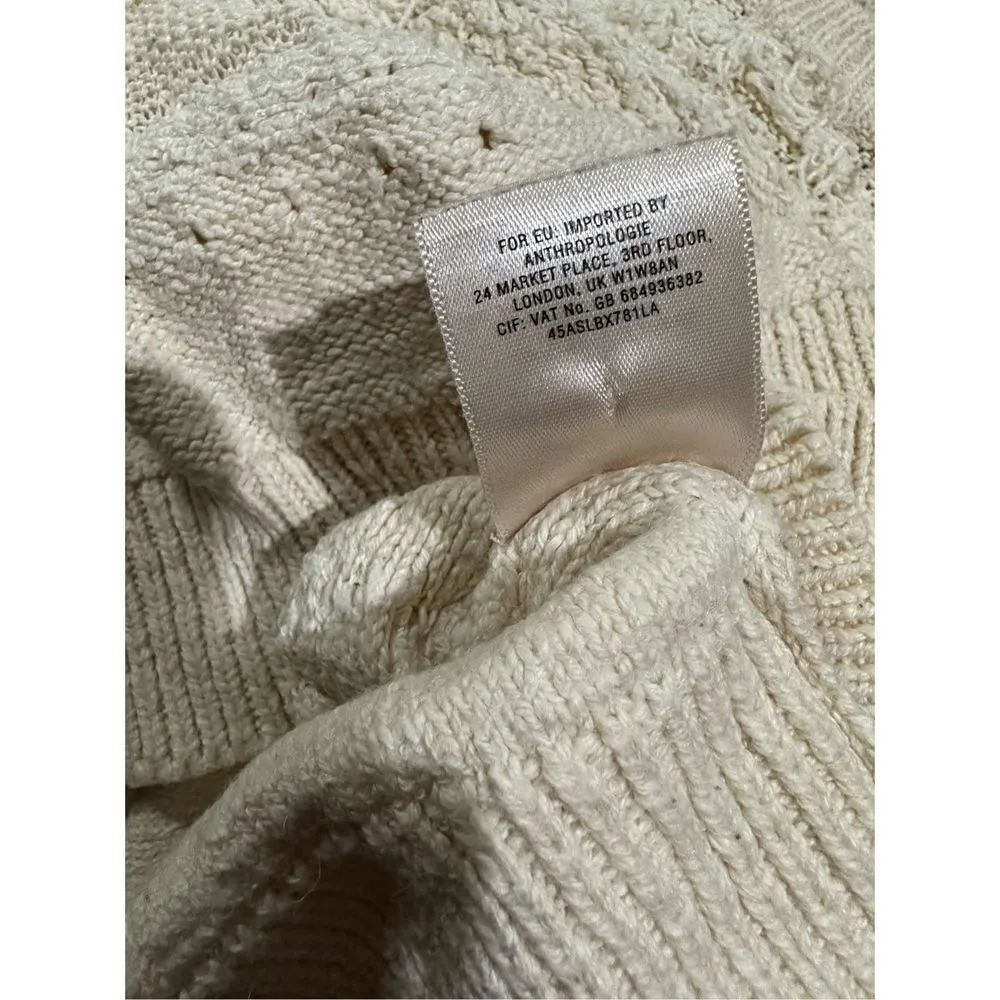 FOR EU. IMPORTED BY
ANTHROPOLOGIE
24 MARKET PLACE, 3RD FLOOR,
LONDON, UK W1W8AN
CIF: VAT No. GB 684936382
45ASLBX781LA